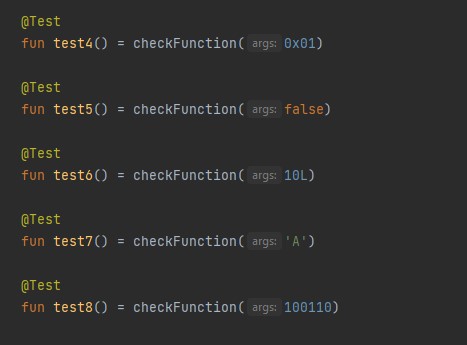 @Test
fun test4() = checkFunction( args: 0x01)
@Test
fun test5() = checkFunction( args: false)
@Test
fun test6() = checkFunction( args: 10L)
@Test
fun test7() = checkFunction( args: 'A')
@Test
fun test8() = checkFunction( args: 100110)